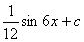 1/12 sin 6x + c